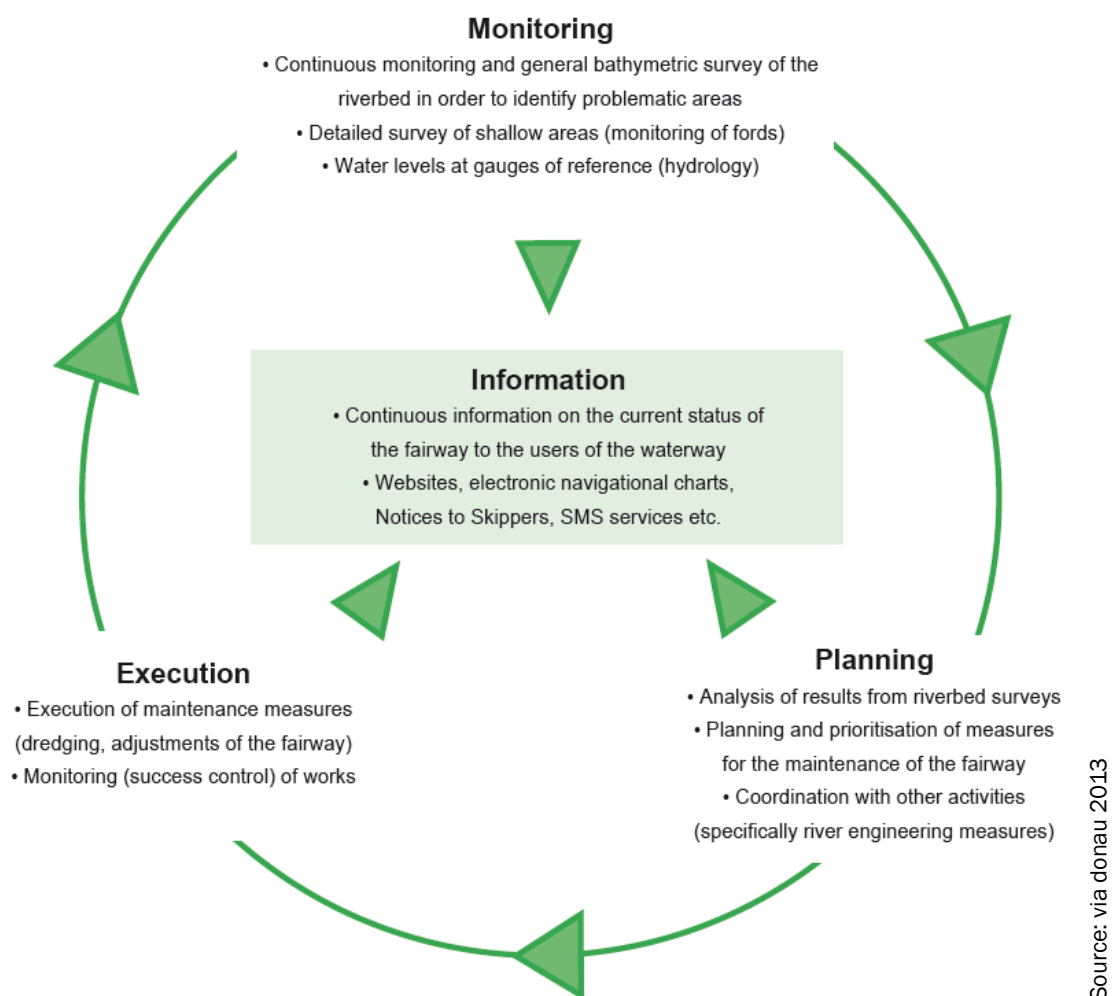 Monitoring
• Continuous monitoring and general bathymetric survey of the
riverbed in order to identify problematic areas
• Detailed survey of shallow areas (monitoring of fords)
• Water levels at gauges of reference (hydrology)
Information
• Continuous information on the current status of
the fairway to the users of the waterway
• Websites, electronic navigational charts,
Notices to Skippers, SMS services etc.
Execution
• Execution of maintenance measures
(dredging, adjustments of the fairway)
• Monitoring (success control) of works
Planning
• Analysis of results from riverbed surveys
• Planning and prioritisation of measures
for the maintenance of the fairway
• Coordination with other activities
(specifically river engineering measures)
Source: via donau 2013